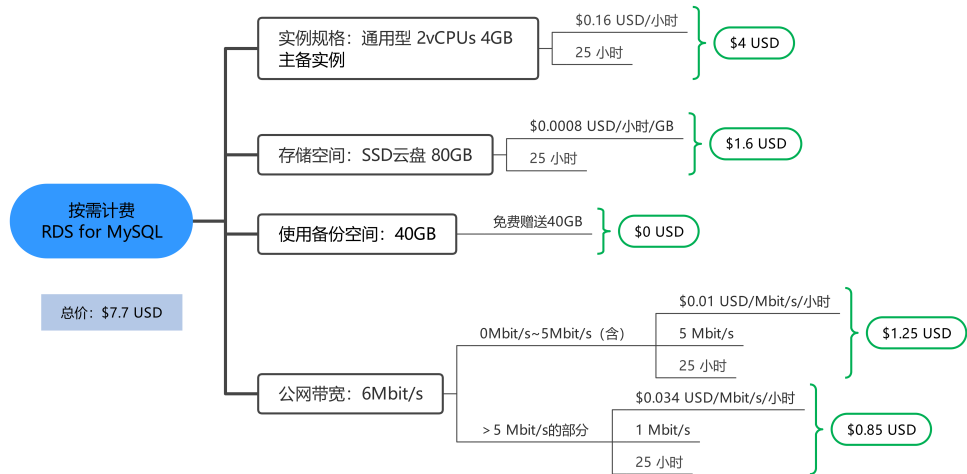 按需计费
RDS for MySQL
总价：$7.7 USD
实例规格：通用型 2vCPUs 4GB
主备实例
$0.16 USD/小时
25 小时
$4 USD
存储空间：SSD云盘 80GB
$0.0008 USD/小时/GB
25 小时
$1.6 USD
使用备份空间：40GB
免费赠送40GB
$0 USD
公网带宽：6Mbit/s
0Mbit/s~5Mbit/s（含）
$0.01 USD/Mbit/s/小时
5 Mbit/s
25 小时
$1.25 USD
＞5 Mbit/s的部分
$0.034 USD/Mbit/s/小时
1 Mbit/s
25 小时
$0.85 USD